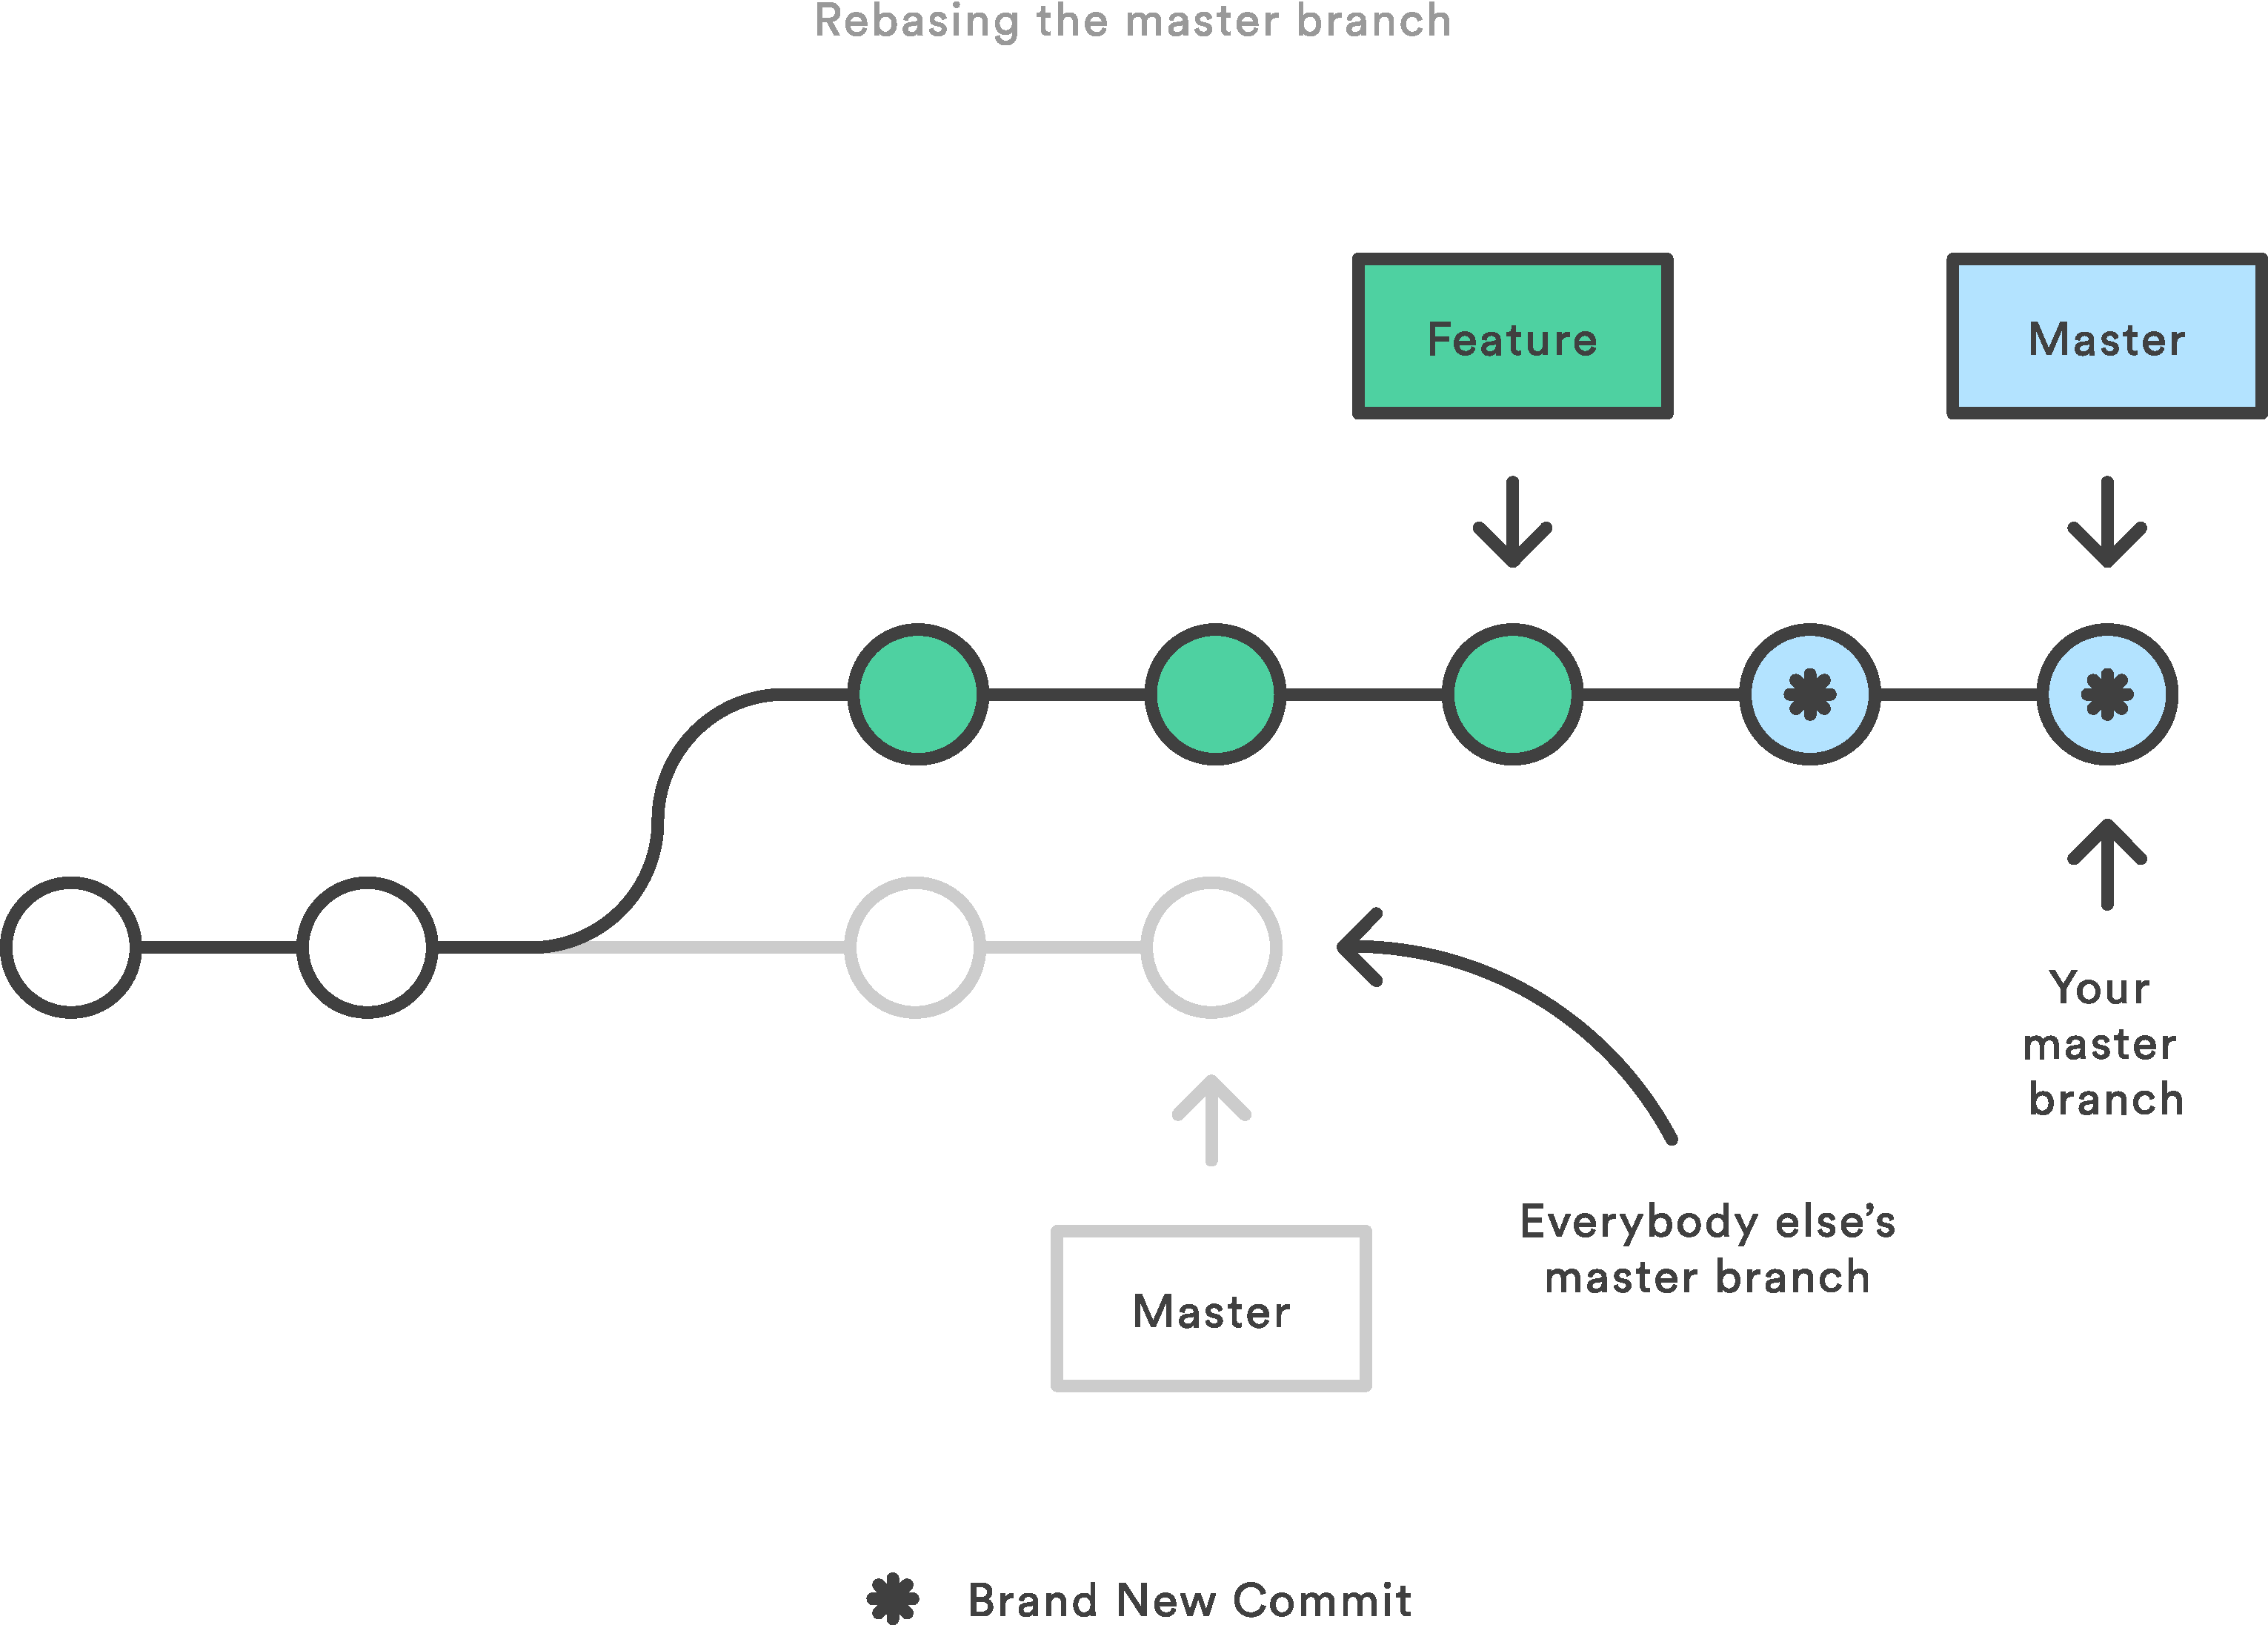 Rebasing the master branch
Feature
Master
Your
master
branch
Everybody else’s
master branch
Master
Brand New Commit